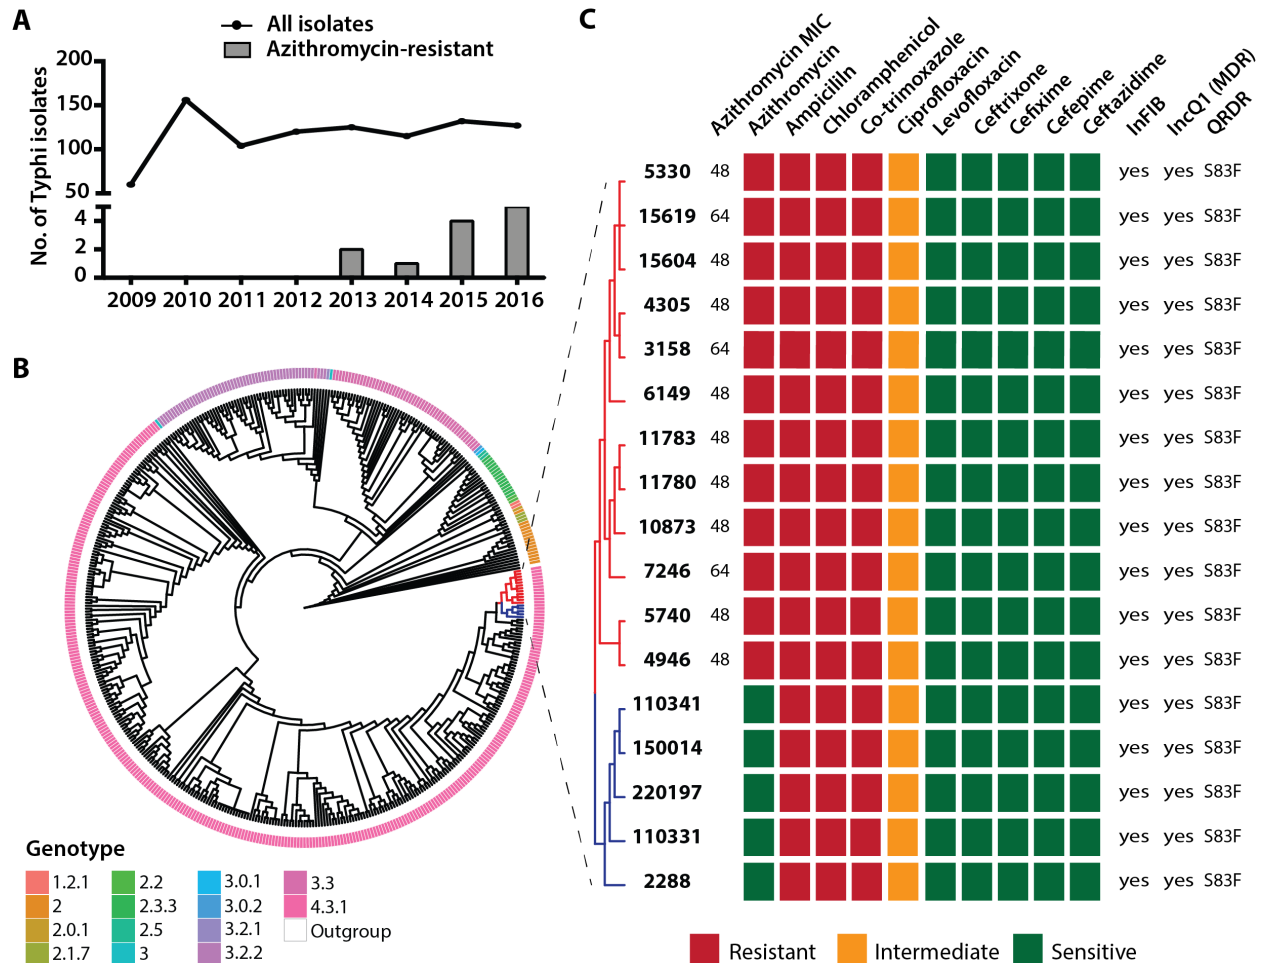 A
All isolates
Azithromycin-resistant
No. of Typhi isolates
200
150
100
50
4
2
0
2009 2010 2011 2012 2013 2014 2015 2016
B
Genotype
1.2.1
2
2.0.1
2.1.7
2.2
2.3.3
2.5
3
3.0.1
3.0.2
3.2.1
3.2.2
3.3
4.3.1
Outgroup
C
Azithromycin MIC
Azithromycin
Ampicililn
Chloramphenicol
Co-trimoxazole
Ciprofloxacin
Levofloxacin
Ceftrixone
Cefixime
Cefepime
Ceftazidime
InFIB
IncQ1 (MDR)
QRDR
5330 48 yes yes S83F
15619 64 yes yes S83F
15604 48 yes yes S83F
4305 48 yes yes S83F
3158 64 yes yes S83F
6149 48 yes yes S83F
11783 48 yes yes S83F
11780 48 yes yes S83F
10873 48 yes yes S83F
7246 64 yes yes S83F
5740 48 yes yes S83F
4946 48 yes yes S83F
110341 yes yes S83F
150014 yes yes S83F
220197 yes yes S83F
110331 yes yes S83F
2288 yes yes S83F
Resistant Intermediate Sensitive